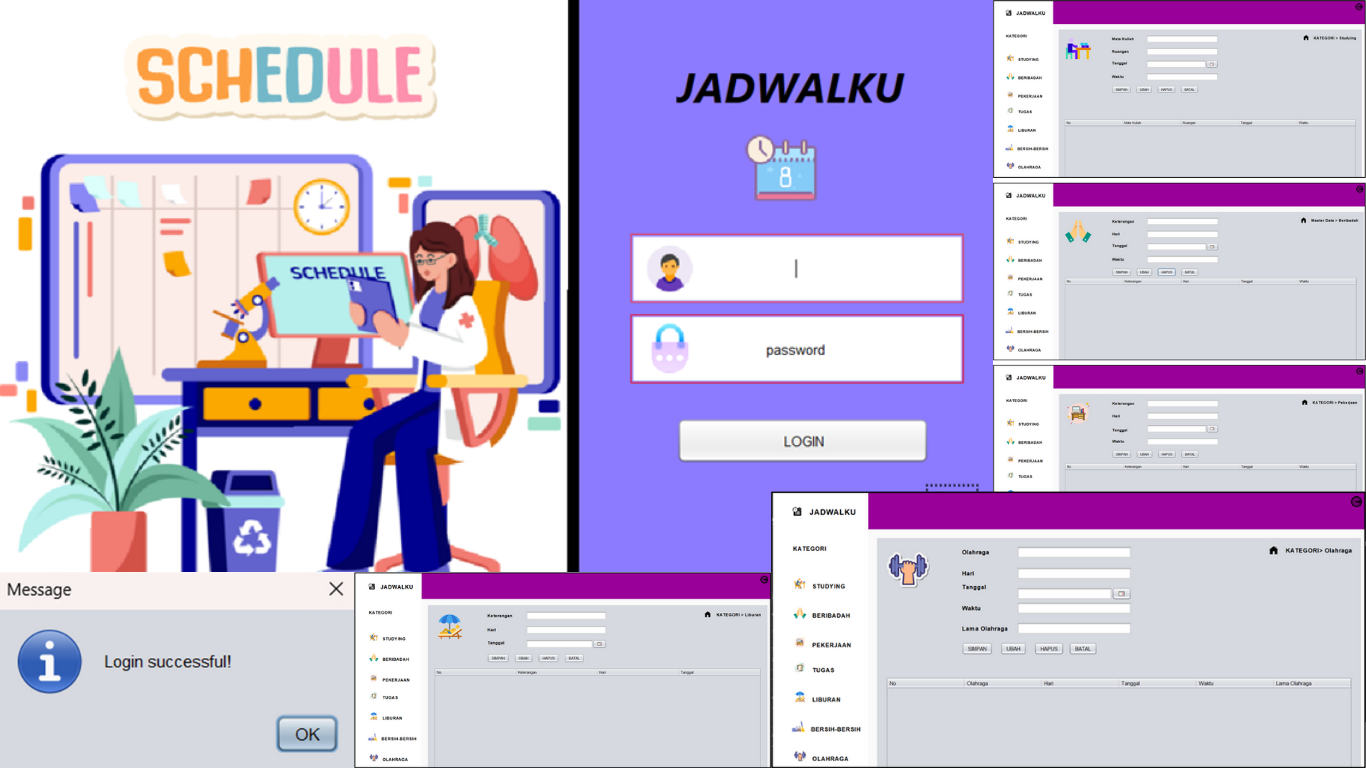 SCHEDULE
SCHEDULE
JADWALKU
8
password
LOGIN
Message
Login successful!
OK
JADWALKU
KATEGORI
STUDYING
BERIBADAH
PEKERJAAN
TUGAS
LIBURAN
BERSIH-BERSIH
OLAHRAGA
Mata Kuliah
Ruangan
Tanggal
Waktu
KATEGORI > Studying
SIMPAN UBAH HAPUS BATAL
No Mata Kuliah Ruangan Tanggal Waktu
JADWALKU
KATEGORI
STUDYING
BERIBADAH
PEKERJAAN
TUGAS
LIBURAN
BERSIH-BERSIH
OLAHRAGA
Keterangan
Hari
Tanggal
Waktu
Master Data > Beribadah
SIMPAN UBAH HAPUS BATAL
No Keterangan Hari Tanggal Waktu
JADWALKU
KATEGORI
STUDYING
BERIBADAH
PEKERJAAN
TUGAS
Keterangan
Hari
Tanggal
Waktu
KATEGORI > Pekerjaan
SIMPAN UBAH HAPUS BATAL
No Keterangan Hari Tanggal Waktu
JADWALKU
KATEGORI
STUDYING
BERIBADAH
PEKERJAAN
TUGAS
LIBURAN
BERSIH-BERSIH
OLAHRAGA
Keterangan
Hari
Tanggal
KATEGORI > Liburan
SIMPAN UBAH HAPUS BATAL
No Keterangan Hari Tanggal
JADWALKU
KATEGORI
STUDYING
BERIBADAH
PEKERJAAN
TUGAS
LIBURAN
BERSIH-BERSIH
OLAHRAGA
Olahraga
Hari
Tanggal
Waktu
Lama Olahraga
KATEGORI> Olahraga
SIMPAN UBAH HAPUS BATAL
No Olahraga Hari Tanggal Waktu Lama Olahraga